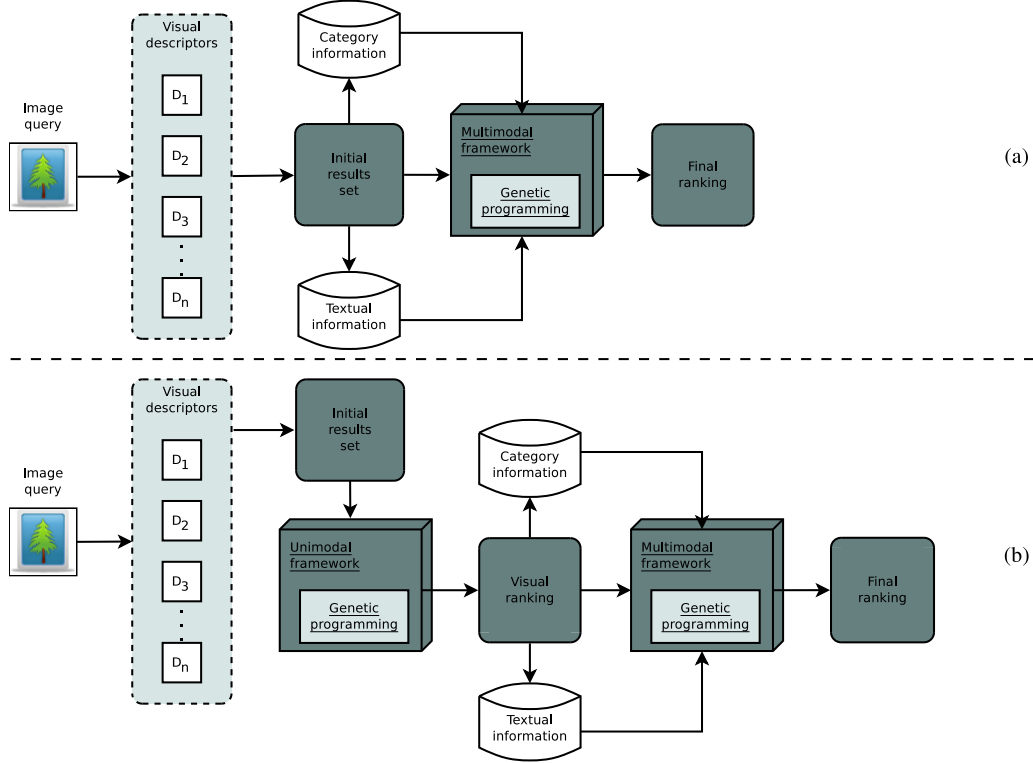 Image
query
Visual
descriptors
D1
D2
D3
Dn
Category
information
Initial
results
set
Textual
information
Multimodal
framework
Genetic
programming
Final
ranking
(a)
Image
query
Visual
descriptors
D1
D2
D3
Dn
Initial
results
set
Unimodal
framework
Genetic
programming
Category
information
Visual
ranking
Textual
information
Multimodal
framework
Genetic
programming
Final
ranking
(b)